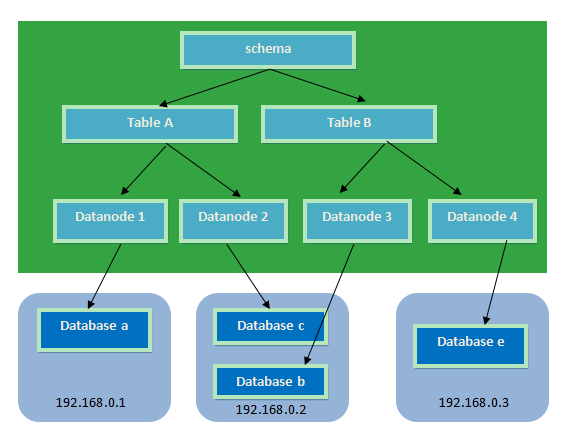 schema
Table A
Table B
Datanode 1
Datanode 2
Datanode 3
Datanode 4
Database a
Database c
Database b
Database e
192.168.0.1
192.168.0.2
192.168.0.3